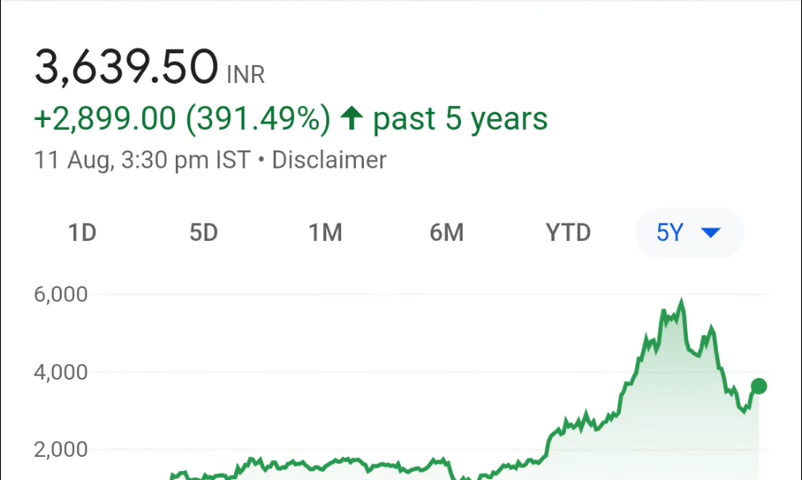 3,639.50 INR
+2,899.00 (391.49%) ↑ past 5 years
11 Aug, 3:30 pm IST • Disclaimer
1D 5D 1M 6M YTD 5Y
6,000
4,000
2,000